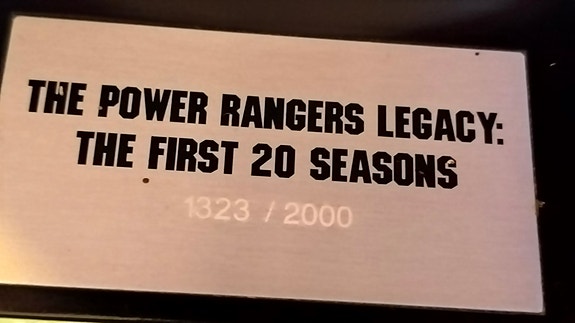 THE POWER RANGERS LEGACY:
THE FIRST 20 SEASONS
1323 / 2000